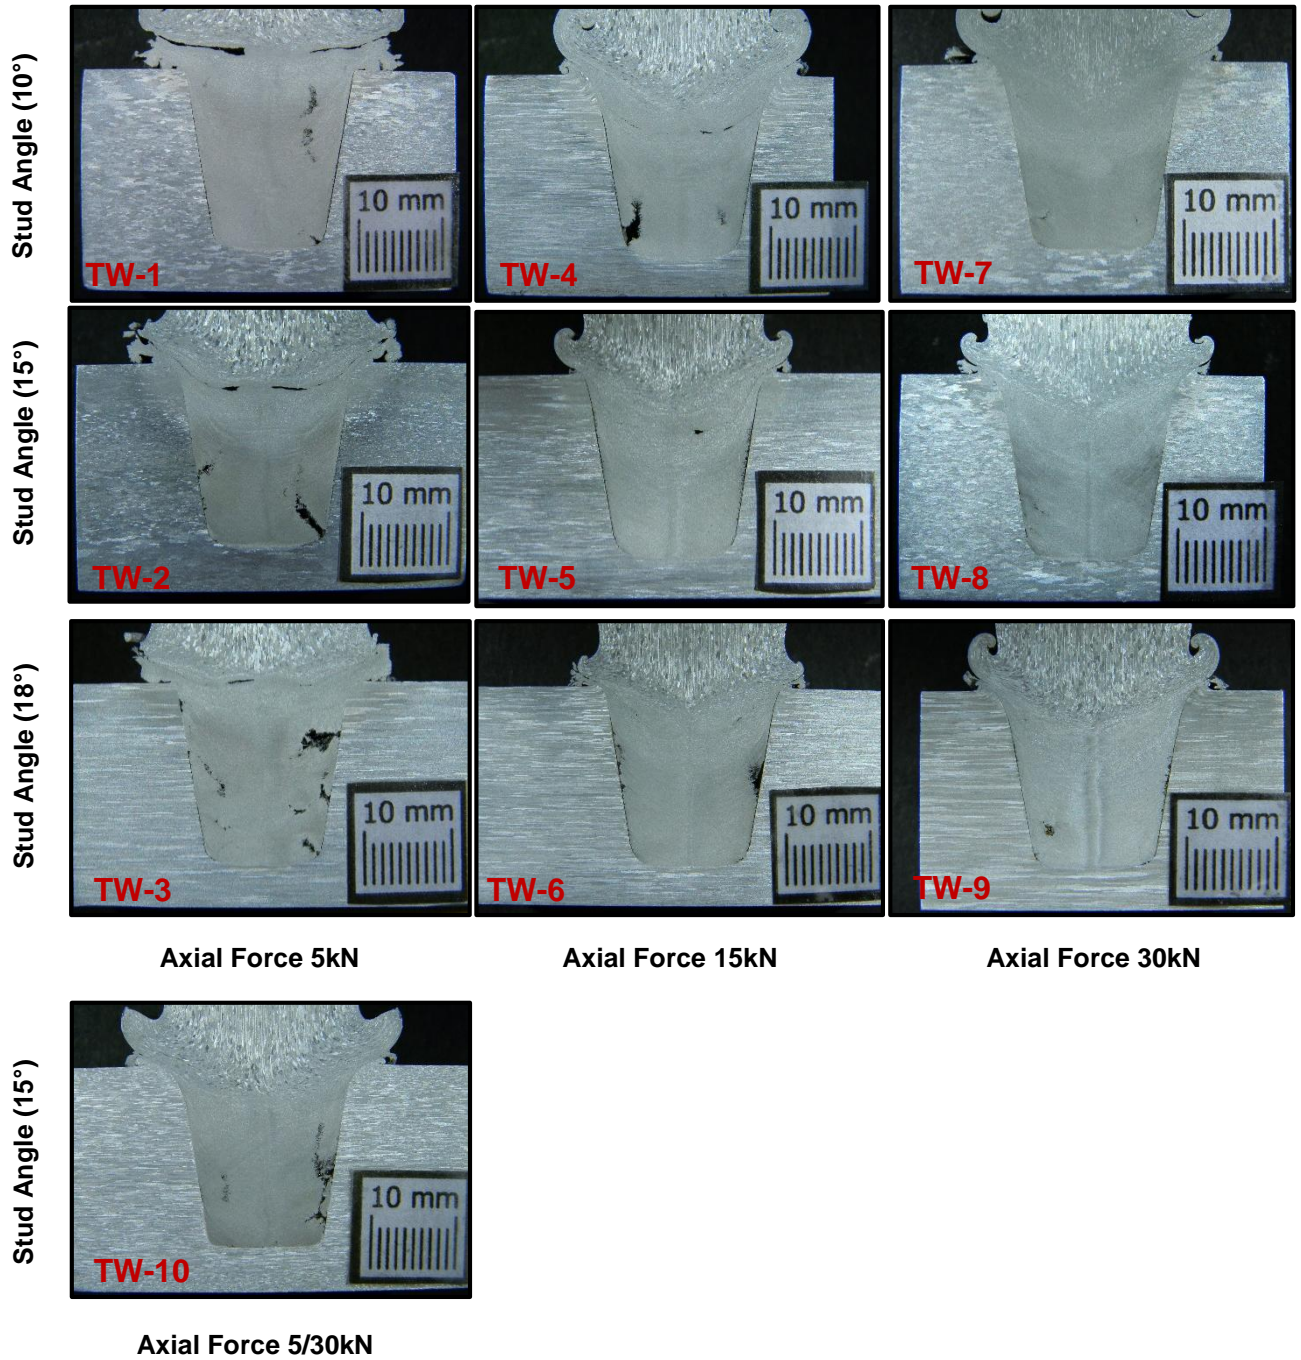 Stud Angle (10°)
10 mm
TW-1
10 mm
TW-4
10 mm
TW-7
Stud Angle (15°)
10 mm
TW-2
10 mm
TW-5
10 mm
TW-8
Stud Angle (18°)
10 mm
TW-3
10 mm
TW-6
10 mm
TW-9
Axial Force 5kN
Axial Force 15kN
Axial Force 30kN
Stud Angle (15°)
10 mm
TW-10
Axial Force 5/30kN